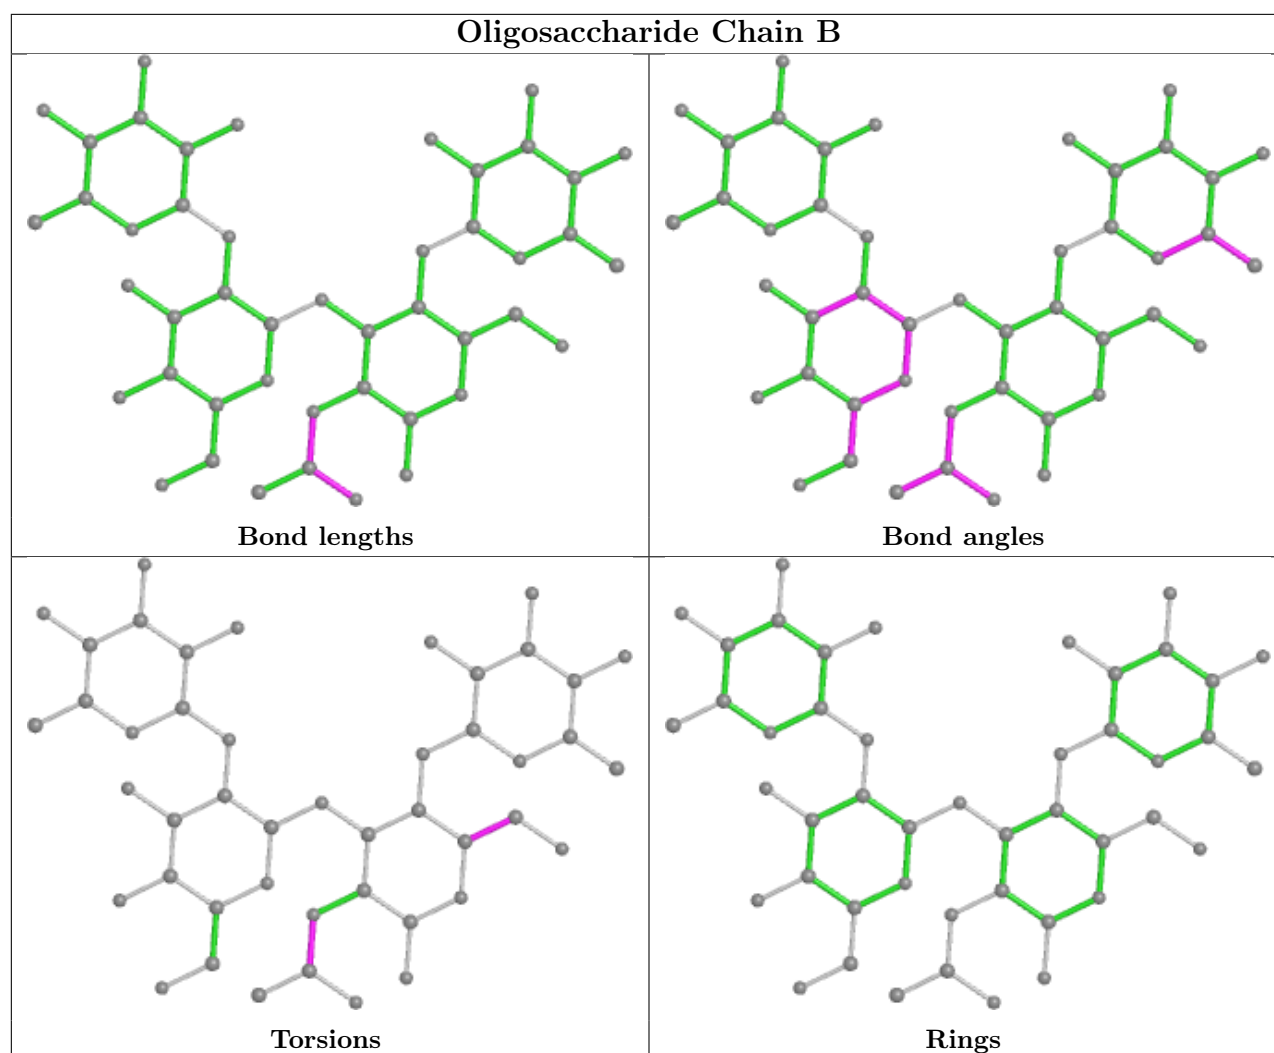 Oligosaccharide Chain B
Bond lengths
Bond angles
Torsions
Rings